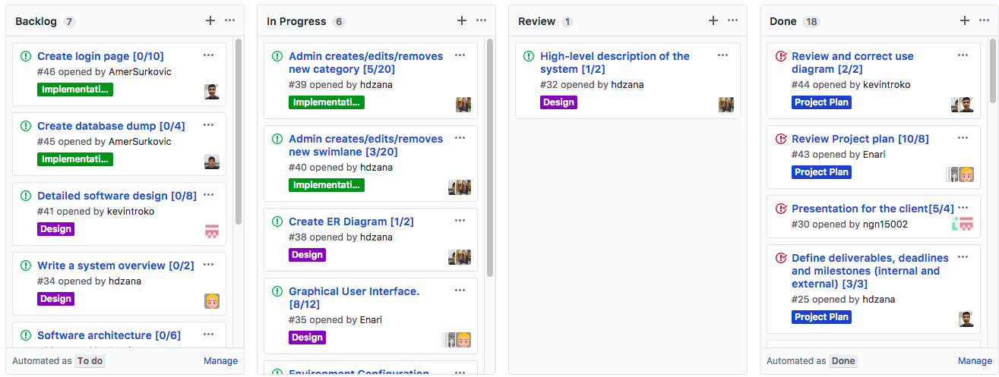 Backlog 7
Create login page [0/10]
#46 opened by AmerSurkovic
Implementati...
Create database dump [0/4]
#45 opened by AmerSurkovic
Implementati...
Detailed software design [0/8]
#41 opened by kevintroko
Design
Write a system overview [0/2]
#34 opened by hdzana
Design
Software architecture [0/6]
Automated as To do
Manage
In Progress 6
Admin creates/edits/removes
new category [5/20]
#39 opened by hdzana
Implementati...
Admin creates/edits/removes
new swimlane [3/20]
#40 opened by hdzana
Implementati...
Create ER Diagram [1/2]
#38 opened by hdzana
Design
Graphical User Interface.
[8/12]
#35 opened by Enari
Design
Environment Configuration
Review 1
High-level description of the
system [1/2]
#32 opened by hdzana
Design
Done 18
Review and correct use
diagram [2/2]
#44 opened by kevintroko
Project Plan
Review Project plan [10/8]
#43 opened by Enari
Project Plan
Presentation for the client[5/4]
#30 opened by ngn15002
Define deliverables, deadlines
and milestones (internal and
external) [3/3]
#25 opened by hdzana
Project Plan
Automated as Done
Manage